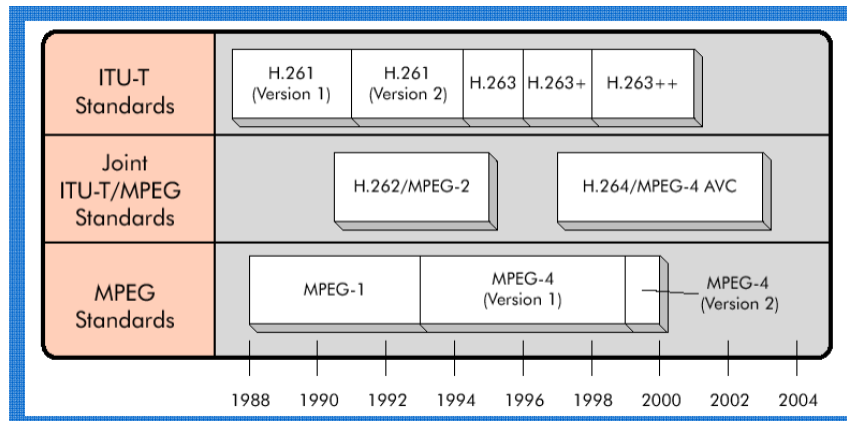 ITU-T
Standards
H.261
(Version 1)
H.261
(Version 2)
H.263
H.263+
H.263++
Joint
ITU-T/MPEG
Standards
H.262/MPEG-2
H.264/MPEG-4 AVC
MPEG
Standards
MPEG-1
MPEG-4
(Version 1)
MPEG-4
(Version 2)
1988 1990 1992 1994 1996 1998 2000 2002 2004